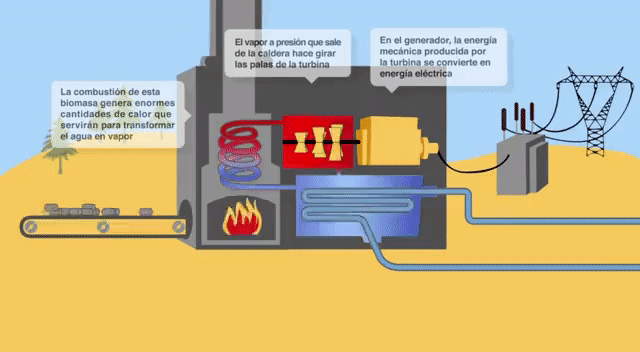 La combustión de esta
biomasa genera enormes
cantidades de calor que
servirán para transformar
el agua en vapor
El vapor a presión que sale
de la caldera hace girar
las palas de la turbina
En el generador, la energía
mecánica producida por
la turbina se convierte en
energía eléctrica